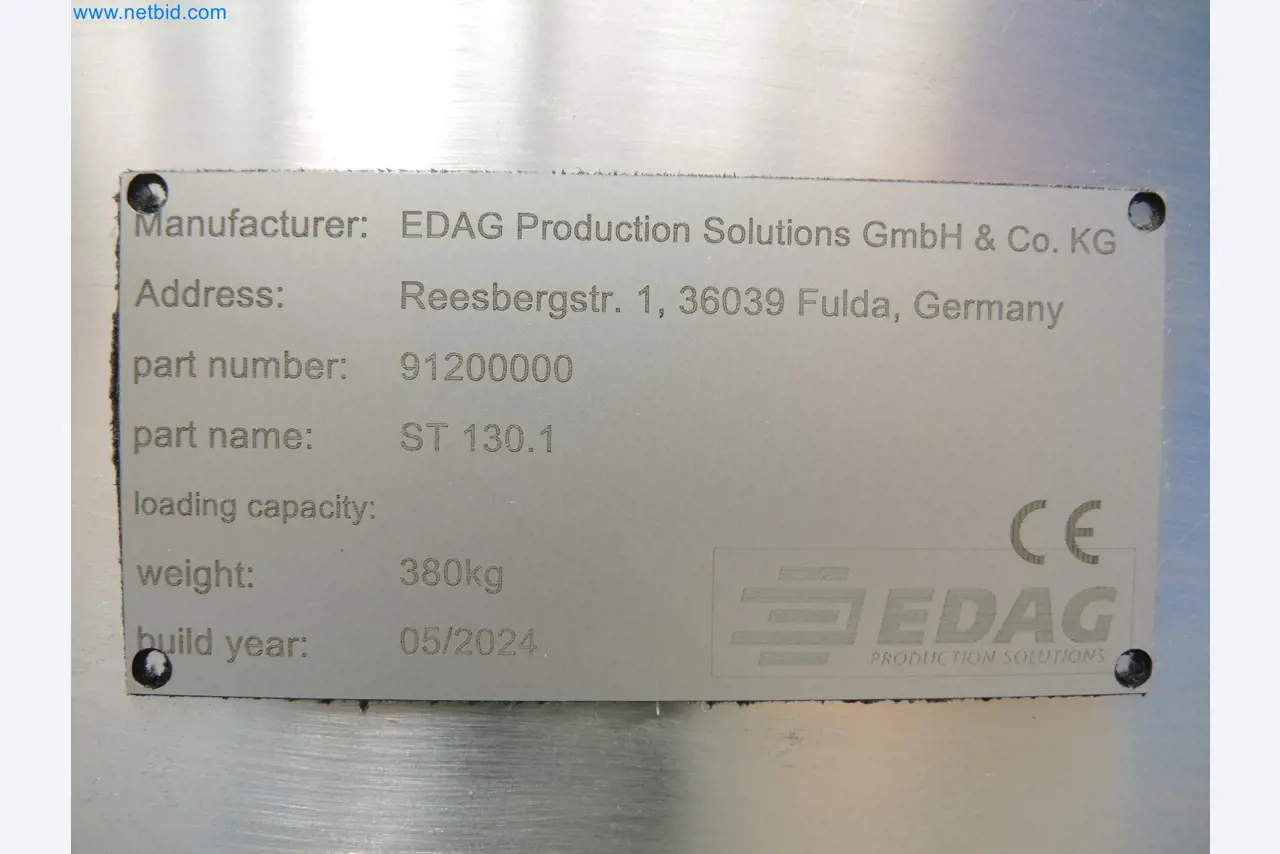 www.netbid.com
Manufacturer: EDAG Production Solutions GmbH & Co. KG
Address: Reesbergstr. 1, 36039 Fulda, Germany
part number: 91200000
part name: ST 130.1
loading capacity:
weight: 380kg
build year: 05/2024
CE
EDAG
PRODUCTION SOLUTIONS